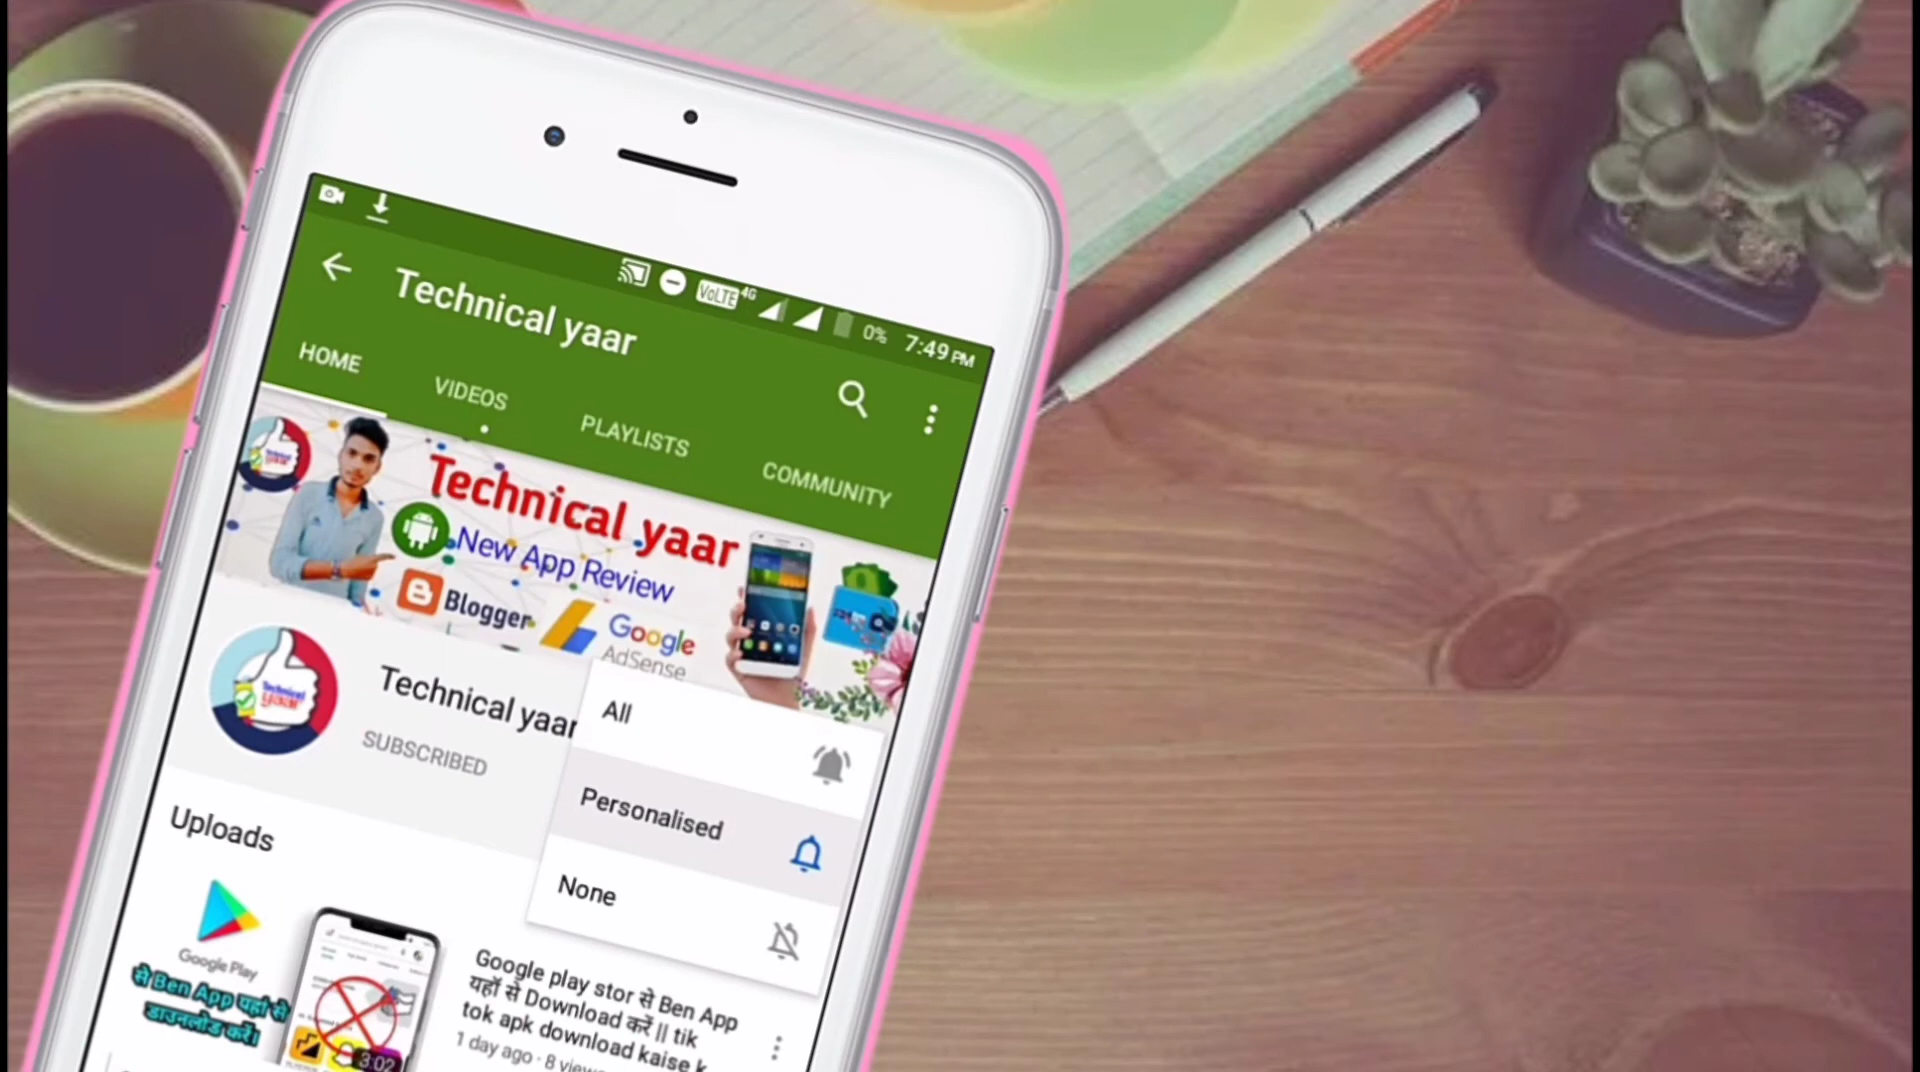 VoLTE 4G 0% 7:49 PM
Technical yaar
HOME VIDEOS PLAYLISTS COMMUNITY
Technical yaar
New App Review
Blogger
Google
AdSense
Technical yaar
Technical yaar
SUBSCRIBED
All
Personalised
None
Uploads
Google Play
से Ben App यहां से
डाउनलोड करें।
3:02
Google play stor से Ben App
यहाँ से Download करें || tik
tok apk download kaise k
1 day ago · 8 views